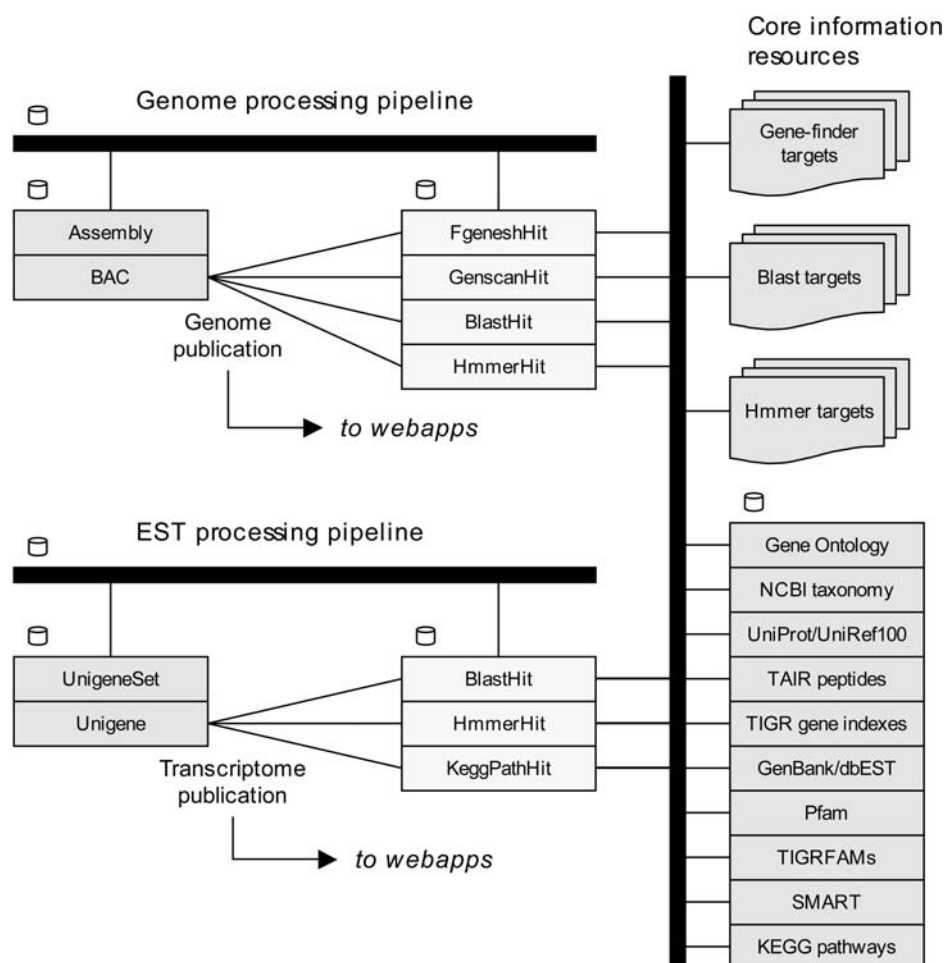 Core information
resources
Genome processing pipeline
Gene-finder
targets
Assembly
BAC
FgeneshHit
GenscanHit
BlastHit
HmmerHit
Blast targets
Genome
publication
to webapps
Hmmer targets
EST processing pipeline
Gene Ontology
NCBI taxonomy
UniProt/UniRef100
UnigeneSet
Unigene
BlastHit
HmmerHit
KeggPathHit
TAIR peptides
TIGR gene indexes
GenBank/dbEST
Transcriptome
publication
to webapps
Pfam
TIGRFAMs
SMART
KEGG pathways